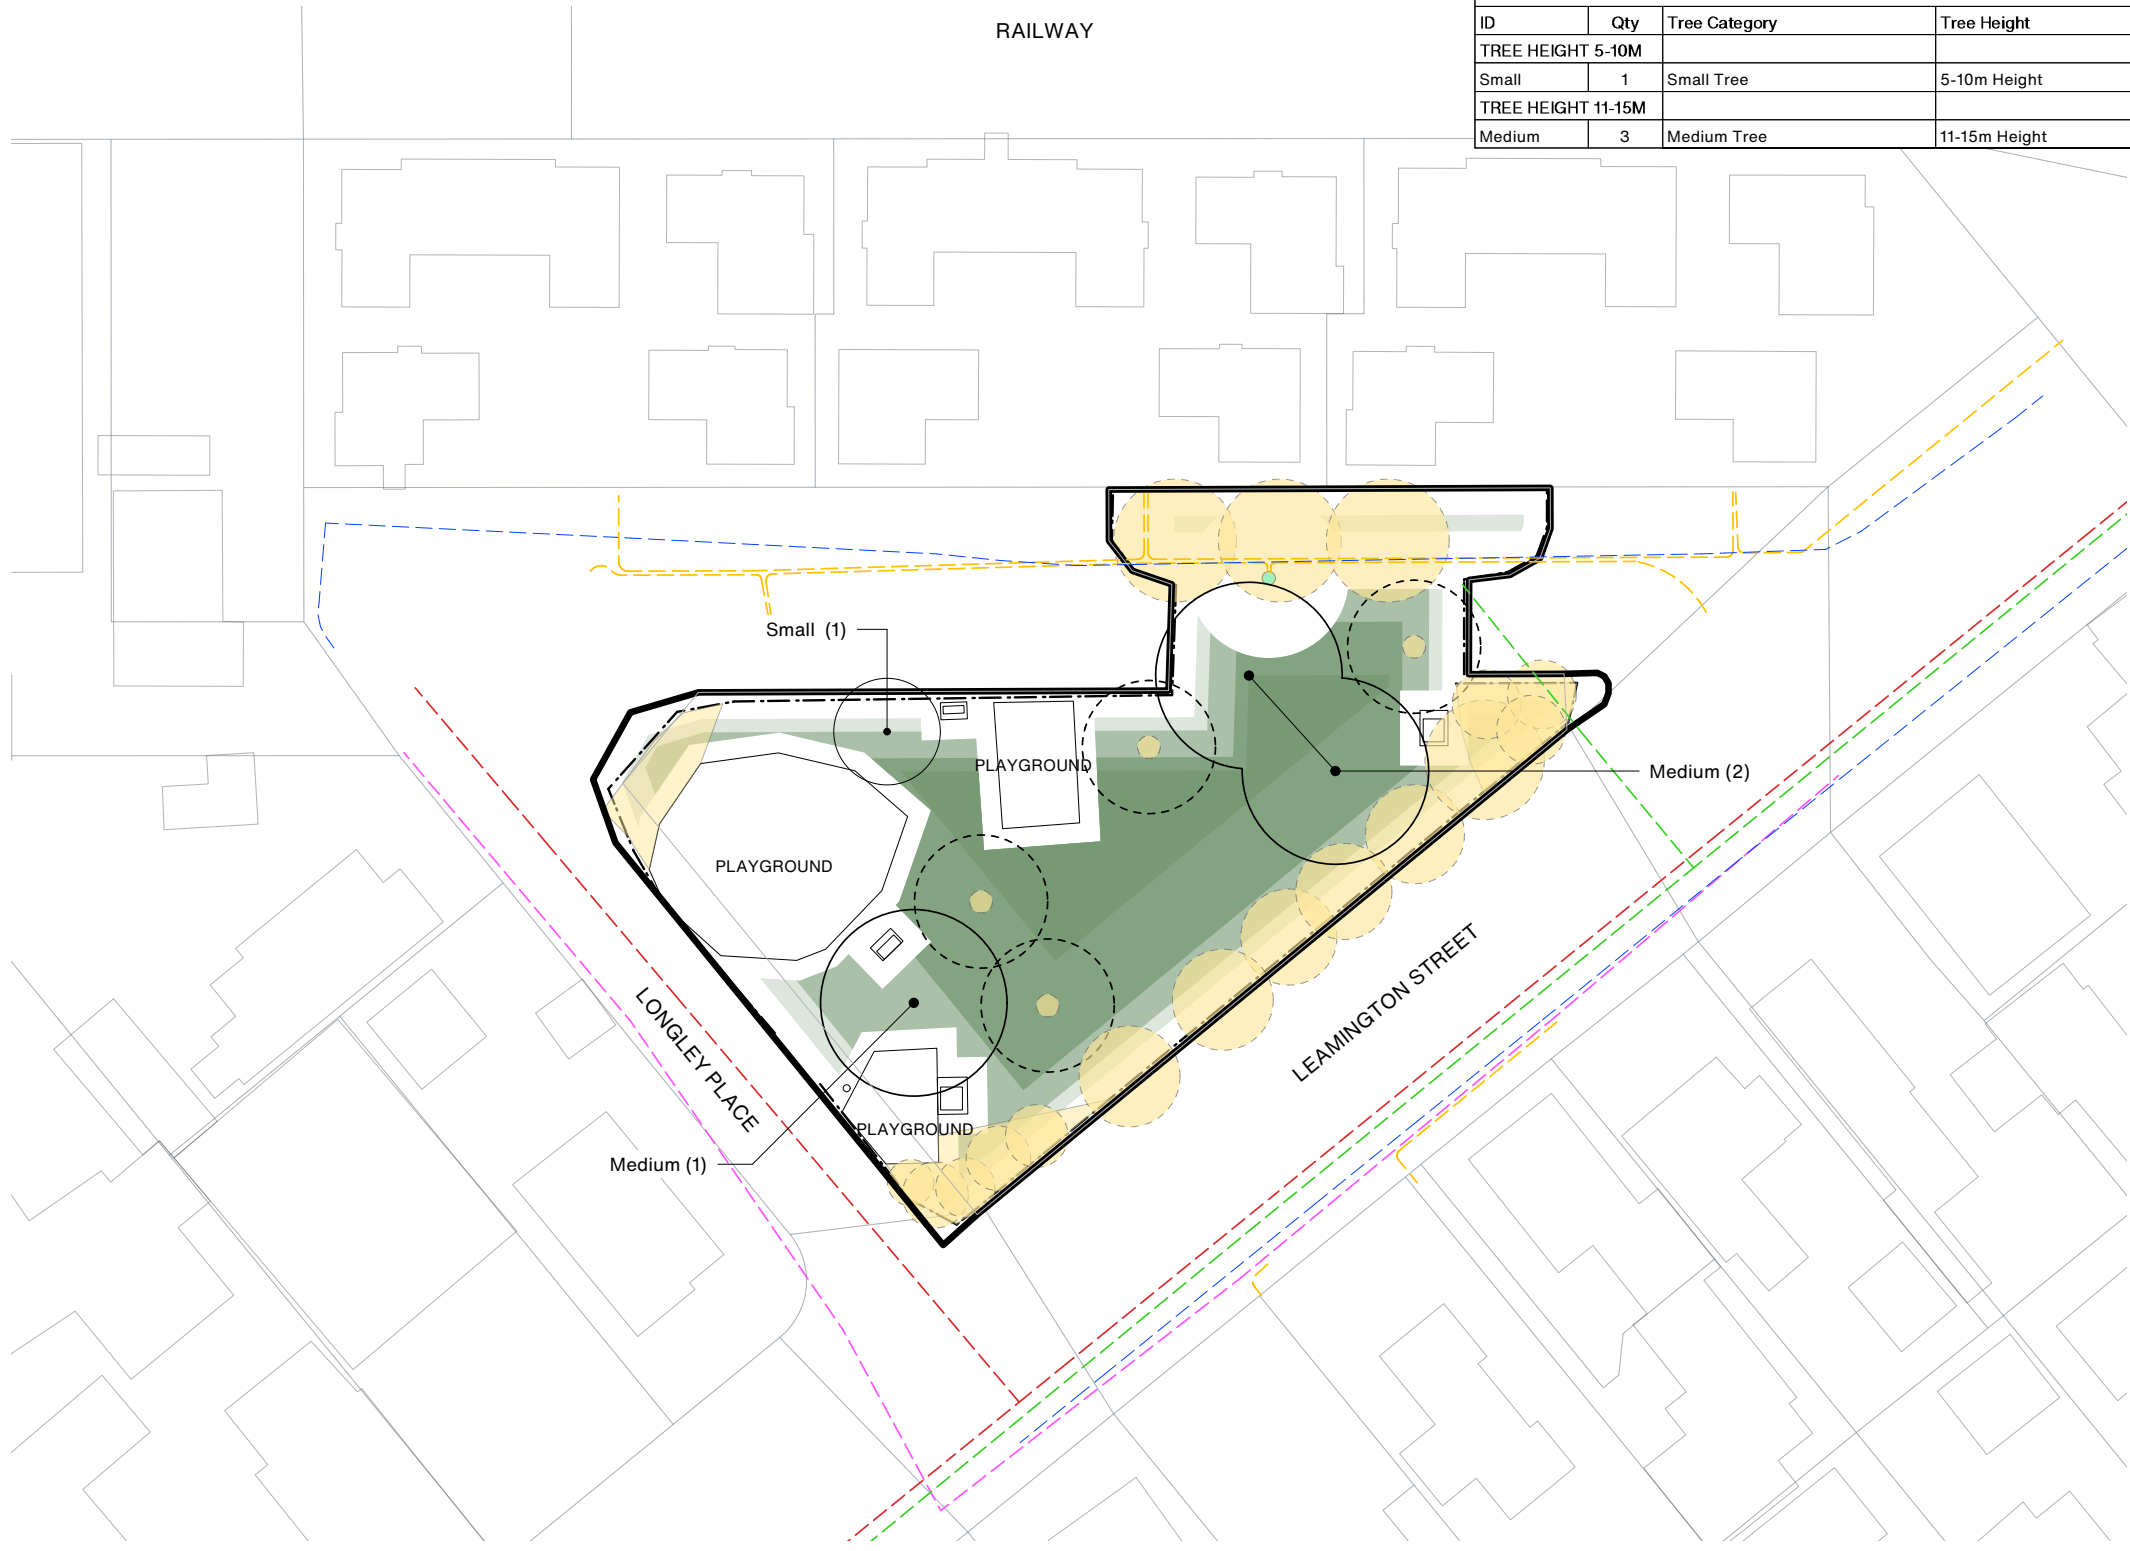 RAILWAY
ID Qty Tree Category Tree Height
TREE HEIGHT 5-10M
Small 1 Small Tree 5-10m Height
TREE HEIGHT 11-15M
Medium 3 Medium Tree 11-15m Height
Small (1)
PLAYGROUND
Medium (2)
PLAYGROUND
LONGLEY PLACE
LEAMINGTON STREET
PLAYGROUND
Medium (1)